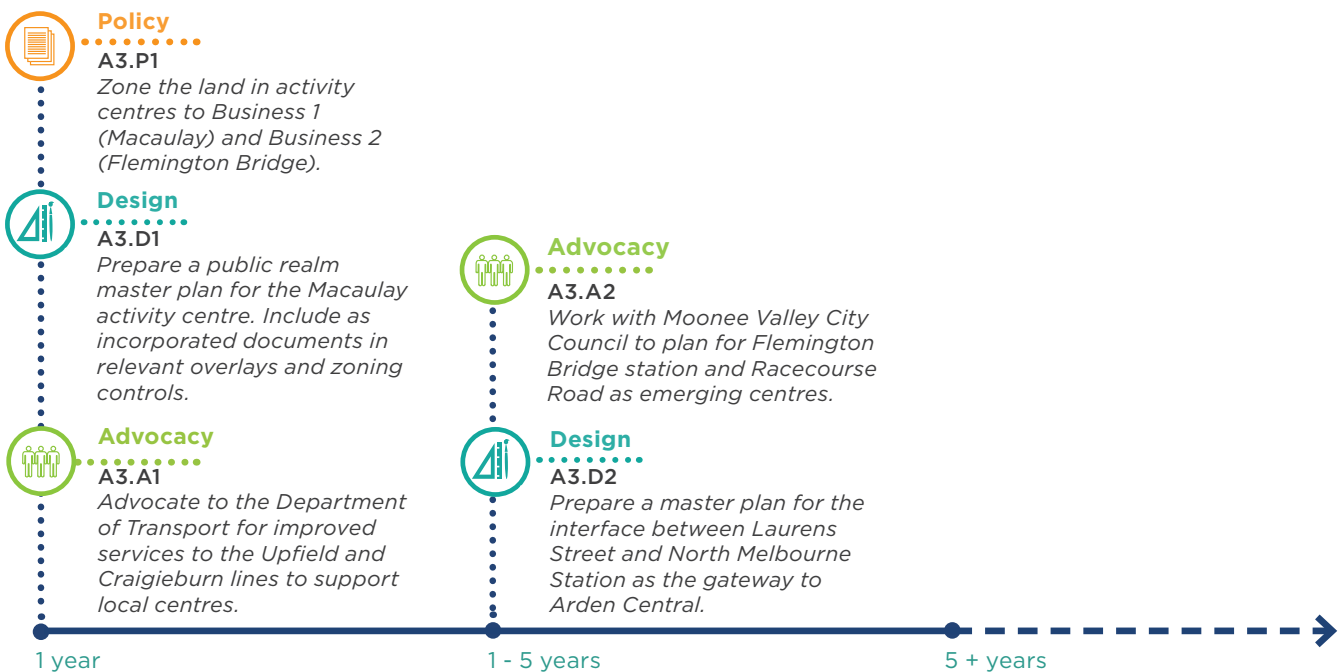 Policy
A3.P1
Zone the land in activity
centres to Business 1
(Macaulay) and Business 2
(Flemington Bridge).
Design
A3.D1
Prepare a public realm
master plan for the Macaulay
activity centre. Include as
incorporated documents in
relevant overlays and zoning
controls.
Advocacy
A3.A1
Advocate to the Department
of Transport for improved
services to the Upfield and
Craigieburn lines to support
local centres.
Advocacy
A3.A2
Work with Moonee Valley City
Council to plan for Flemington
Bridge station and Racecourse
Road as emerging centres.
Design
A3.D2
Prepare a master plan for the
interface between Laurens
Street and North Melbourne
Station as the gateway to
Arden Central.
1 year
1 - 5 years
5 + years